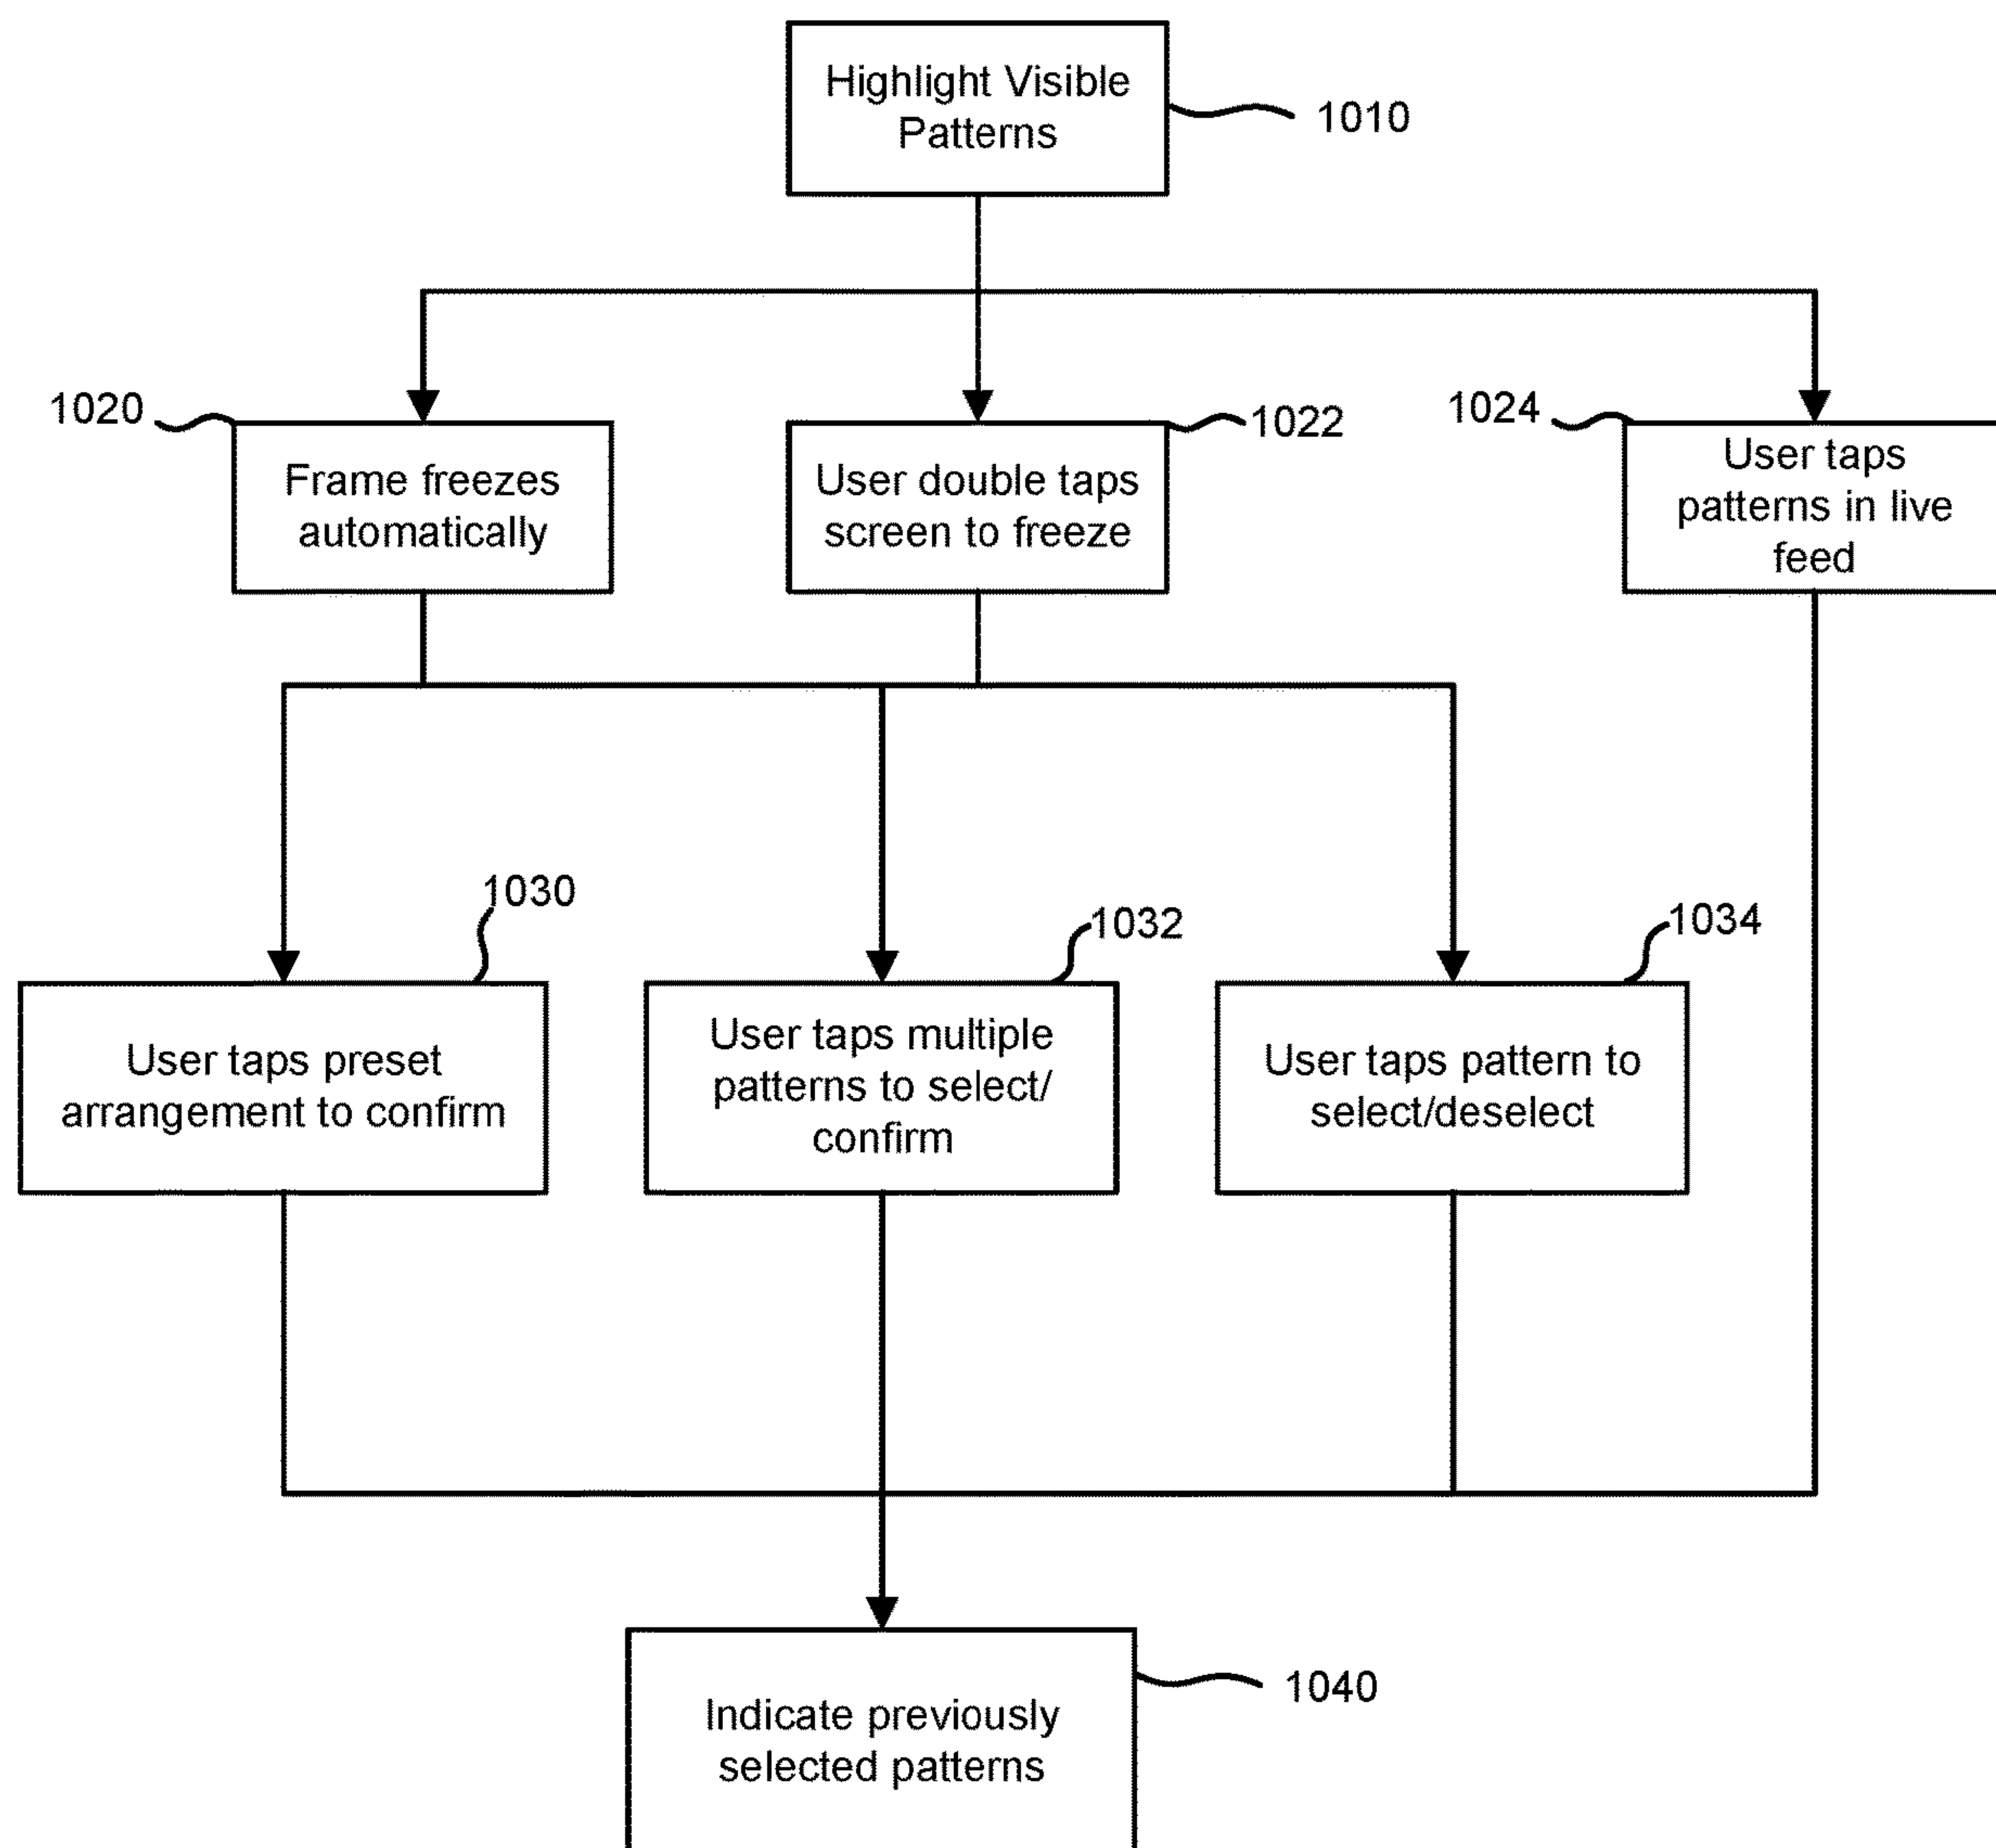 Highlight Visible
Patterns
1010
1020
Frame freezes
automatically
1022
User double taps
screen to freeze
1024
User taps
patterns in live
feed
1030
User taps preset
arrangement to confirm
1032
User taps multiple
patterns to select/
confirm
1034
User taps pattern to
select/deselect
1040
Indicate previously
selected patterns